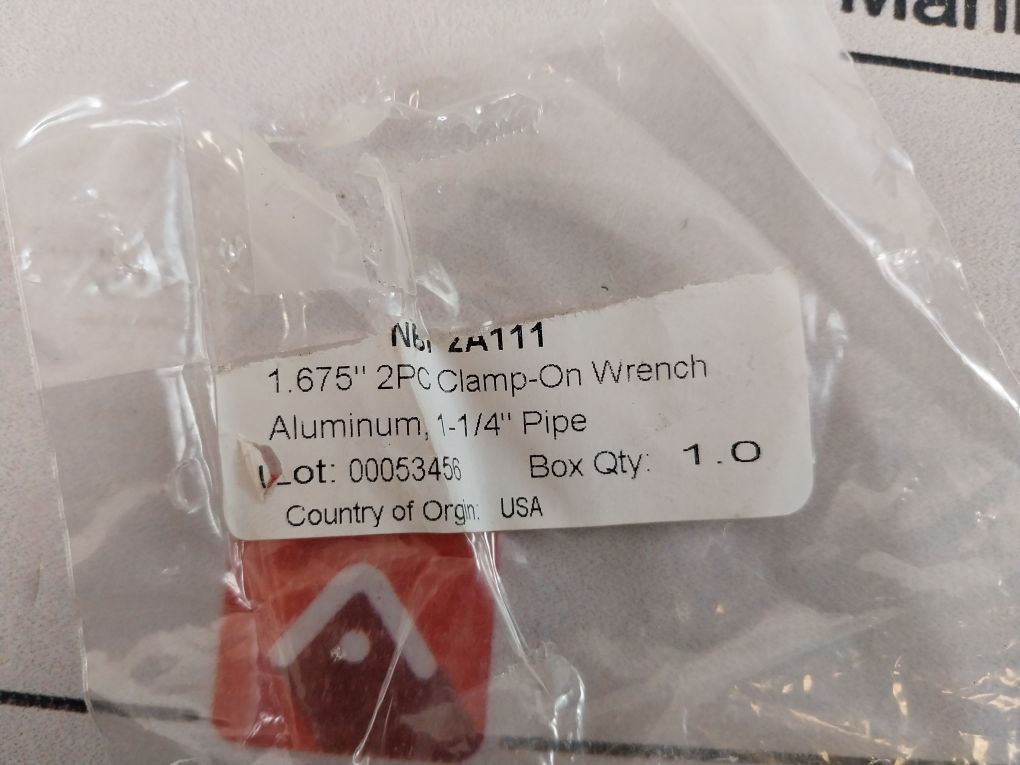 2A111
1.675" 2PC Clamp-On Wrench
Aluminum, 1-1/4" Pipe
Lot: 00053456 Box Qty: 1.0
Country of Orgin: USA